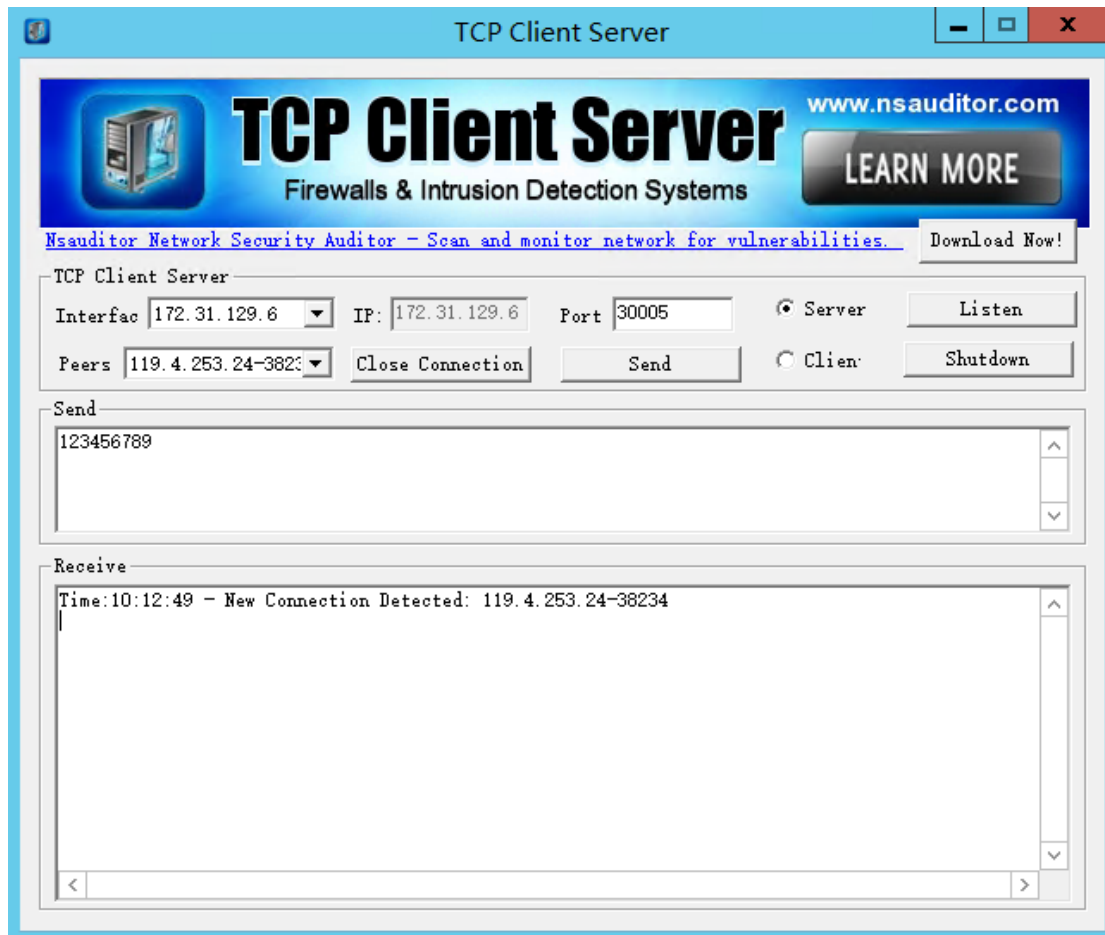 TCP Client Server
TCP Client Server
www.nsauditor.com
LEARN MORE
Firewalls & Intrusion Detection Systems
Nsauditor Network Security Auditor - Scan and monitor network for vulnerabilities.
Download Now!
TCP Client Server
Interfac 172.31.129.6 IP: 172.31.129.6 Port 30005 Server Listen
Peers 119.4.253.24-3823 Close Connection Send Clien Shutdown
Send
123456789
Receive
Time:10:12:49 - New Connection Detected: 119.4.253.24-38234